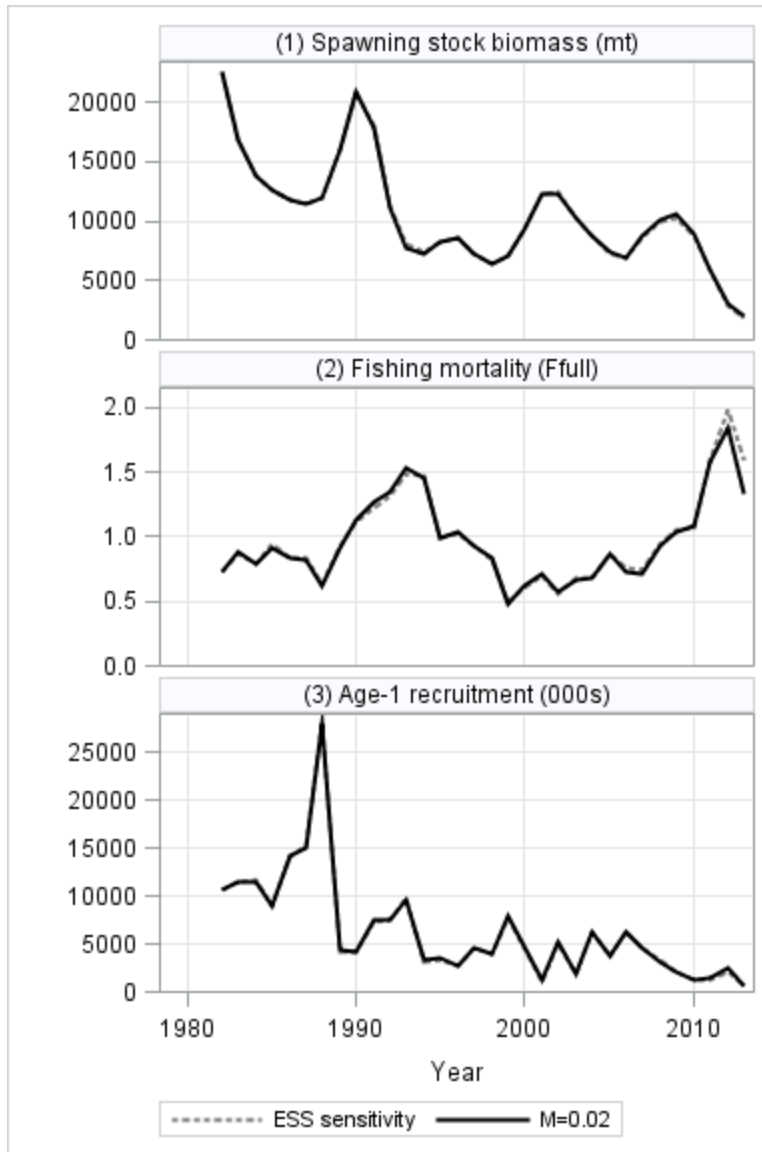 (1) Spawning stock biomass (mt)
20000
15000
10000
5000
0
(2) Fishing mortality (Ffull)
2.0
1.5
1.0
0.5
0.0
(3) Age-1 recruitment (000s)
25000
20000
15000
10000
5000
0
1980 1990 2000 2010
Year
ESS sensitivity M=0.02